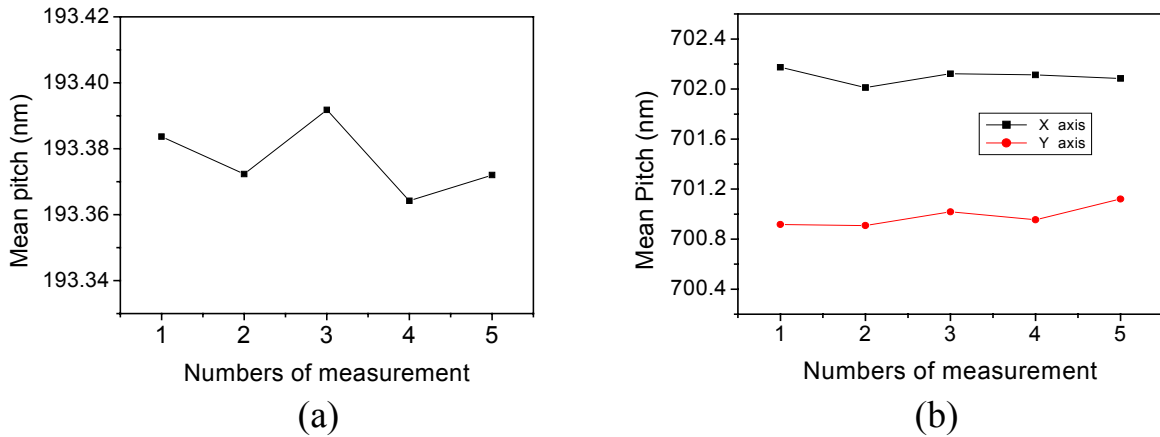 193.42
193.40
193.38
193.36
193.34
Mean pitch (nm)
1 2 3 4 5
Numbers of measurement
(a)
702.4
702.0
701.6
701.2
700.8
700.4
Mean Pitch (nm)
X axis
Y axis
1 2 3 4 5
Numbers of measurement
(b)